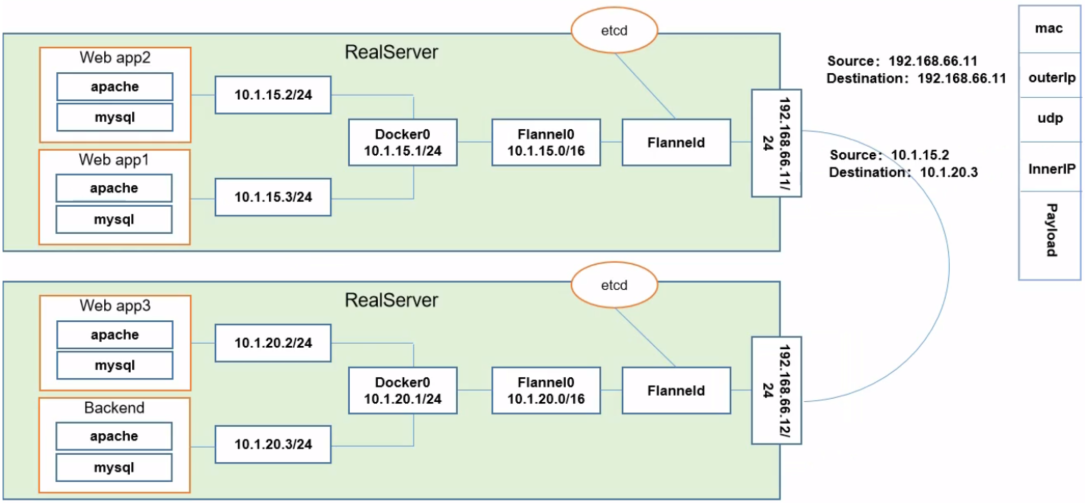 RealServer
etcd
Web app2
apache
mysql
10.1.15.2/24
Web app1
apache
mysql
10.1.15.3/24
Docker0
10.1.15.1/24
Flannel0
10.1.15.0/16
Flanneld
192.168.66.11/
24
Source：192.168.66.11
Destination：192.168.66.11
Source：10.1.15.2
Destination：10.1.20.3
mac
outerIp
udp
InnerIP
Payload
RealServer
etcd
Web app3
apache
mysql
10.1.20.2/24
Backend
apache
mysql
10.1.20.3/24
Docker0
10.1.20.1/24
Flannel0
10.1.20.0/16
Flanneld
192.168.66.12/
24